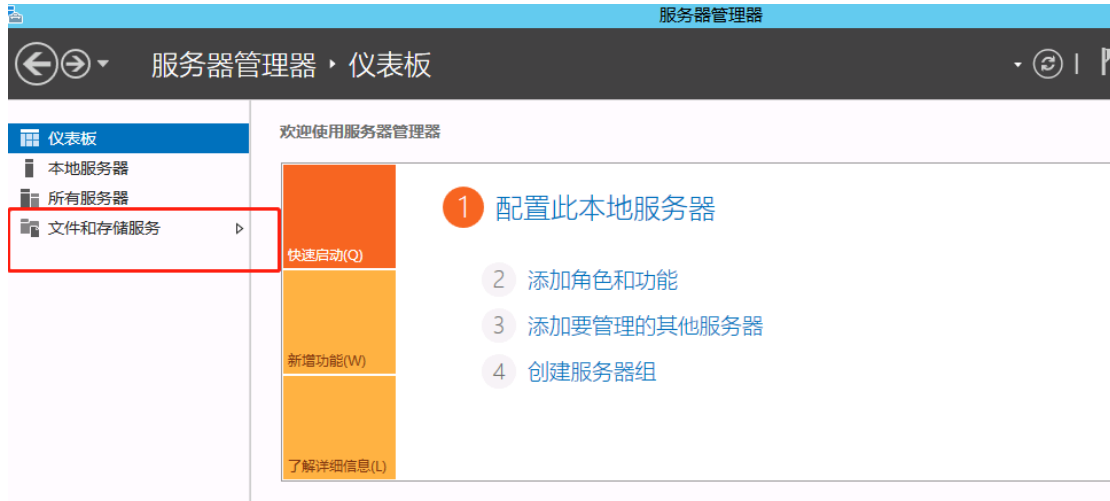 服务器管理器
服务器管理器 · 仪表板
仪表板
本地服务器
所有服务器
文件和存储服务
欢迎使用服务器管理器
快速启动(Q)
新增功能(W)
了解详细信息(L)
1 配置此本地服务器
2 添加角色和功能
3 添加要管理的其他服务器
4 创建服务器组